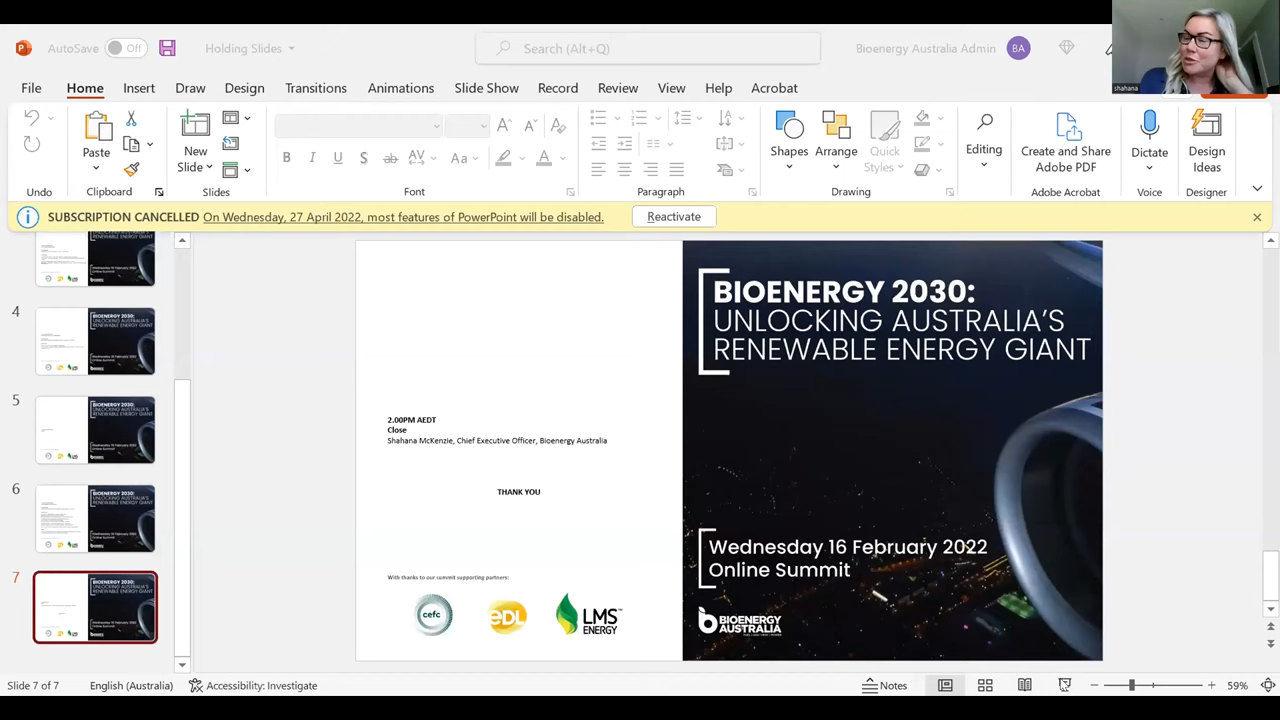 AutoSave
Off
Holding Slides
Search (Alt+Q)
Bioenergy Australia Admin
BA
shahana
File
Home
Insert
Draw
Design
Transitions
Animations
Slide Show
Record
Review
View
Help
Acrobat
Paste
New
Slide
Shapes
Arrange
Quick
Styles
Editing
Create and Share
Adobe PDF
Dictate
Design
Ideas
Undo
Clipboard
Slides
Font
Paragraph
Drawing
Adobe Acrobat
Voice
Designer
SUBSCRIPTION CANCELLED On Wednesday, 27 April 2022, most features of PowerPoint will be disabled.
Reactivate
4
5
6
7
2.00PM AEDT
Close
Shahana McKenzie, Chief Executive Officer, Bioenergy Australia
THANK YOU
With thanks to our summit supporting partners:
cefc
eDL
LMS
ENERGY
BIOENERGY 2030:
UNLOCKING AUSTRALIA'S
RENEWABLE ENERGY GIANT
Wednesday 16 February 2022
Online Summit
BIOENERGY
AUSTRALIA
Slide 7 of 7
English (Australia)
Accessibility: Investigate
Notes
59%